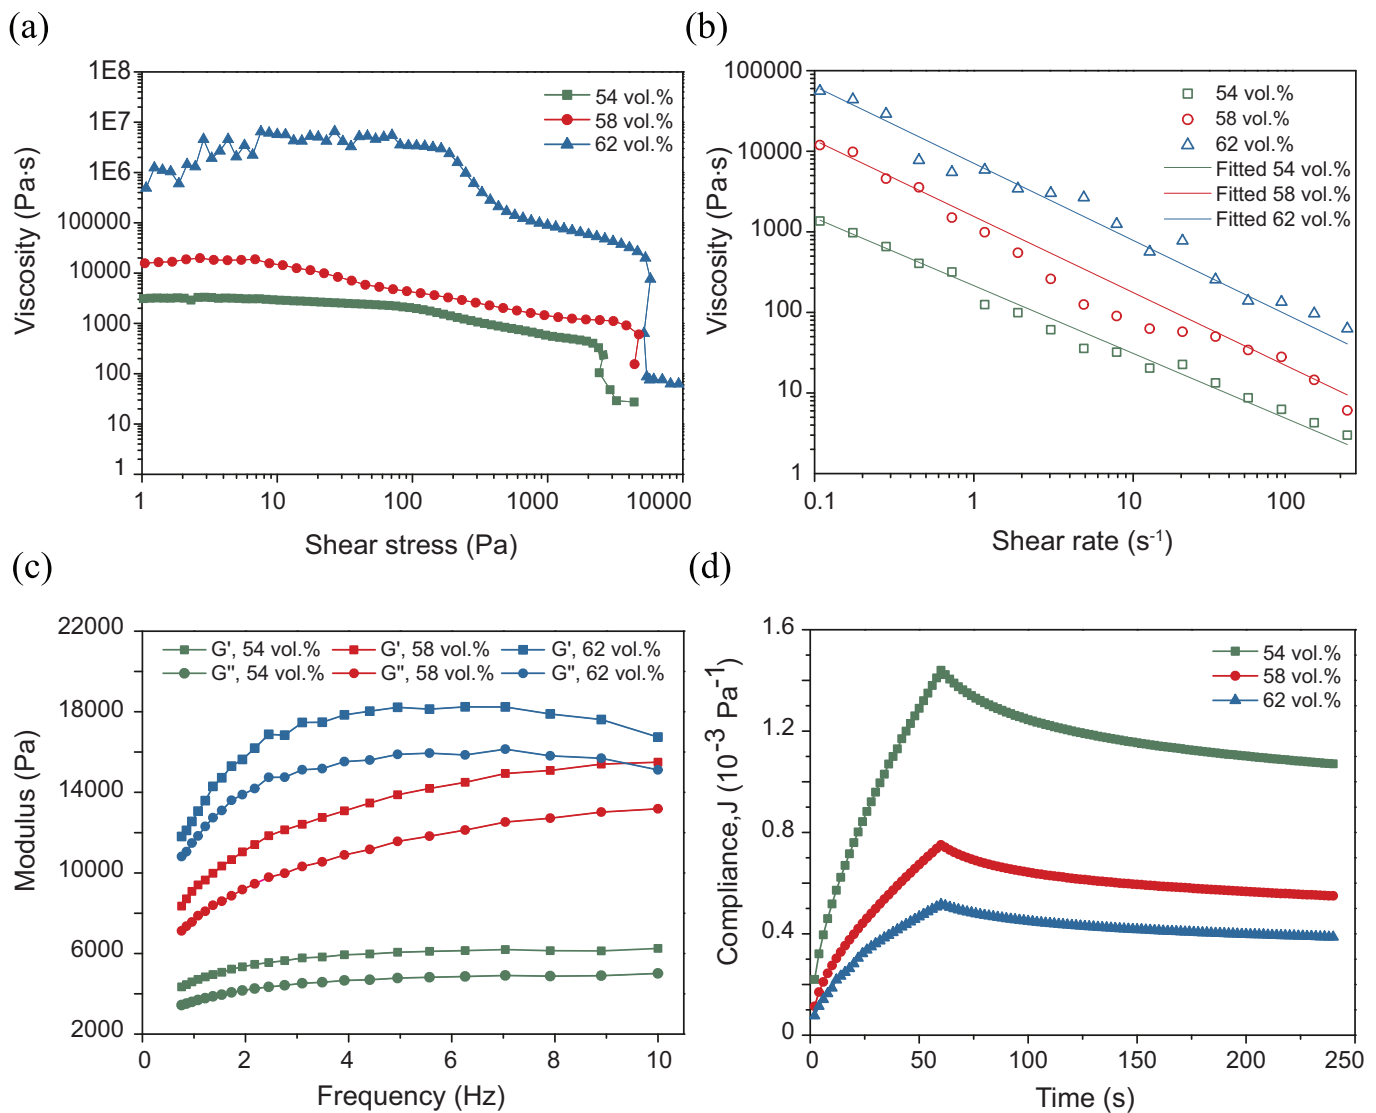 (a)
1E8
1E7
1E6
100000
10000
1000
100
10
1
Viscosity (Pa·s)
54 vol.%
58 vol.%
62 vol.%
1 10 100 1000 10000
Shear stress (Pa)
(b)
100000
10000
1000
100
10
1
Viscosity (Pa·s)
54 vol.%
58 vol.%
62 vol.%
Fitted 54 vol.%
Fitted 58 vol.%
Fitted 62 vol.%
0.1 1 10 100
Shear rate (s-1)
(c)
22000
18000
14000
10000
6000
2000
Modulus (Pa)
G', 54 vol.% G', 58 vol.% G', 62 vol.%
G'', 54 vol.% G'', 58 vol.% G'', 62 vol.%
0 2 4 6 8 10
Frequency (Hz)
(d)
1.6
1.2
0.8
0.4
0
Compliance,J (10−3 Pa−1)
54 vol.%
58 vol.%
62 vol.%
0 50 100 150 200 250
Time (s)